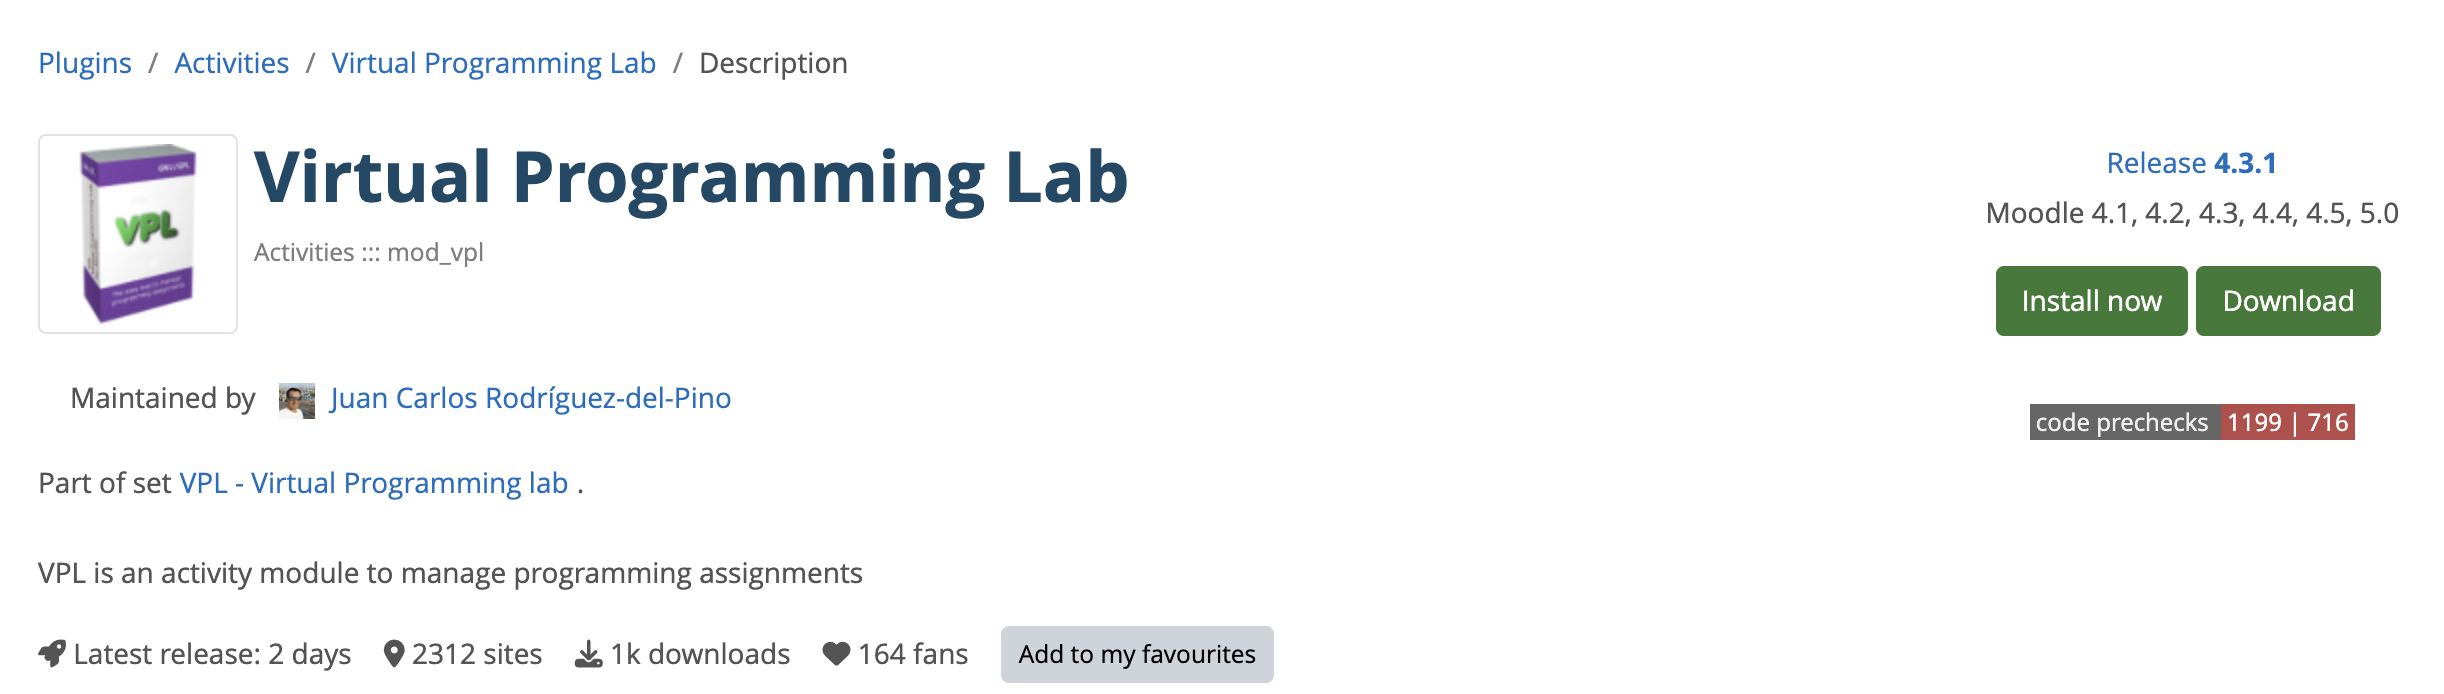 Plugins / Activities / Virtual Programming Lab / Description
VPL
Virtual Programming Lab
Activities ::: mod_vpl
Release 4.3.1
Moodle 4.1, 4.2, 4.3, 4.4, 4.5, 5.0
Install now Download
Maintained by Juan Carlos Rodríguez-del-Pino
code prechecks 1199 | 716
Part of set VPL - Virtual Programming lab .
VPL is an activity module to manage programming assignments
Latest release: 2 days 2312 sites 1k downloads 164 fans Add to my favourites